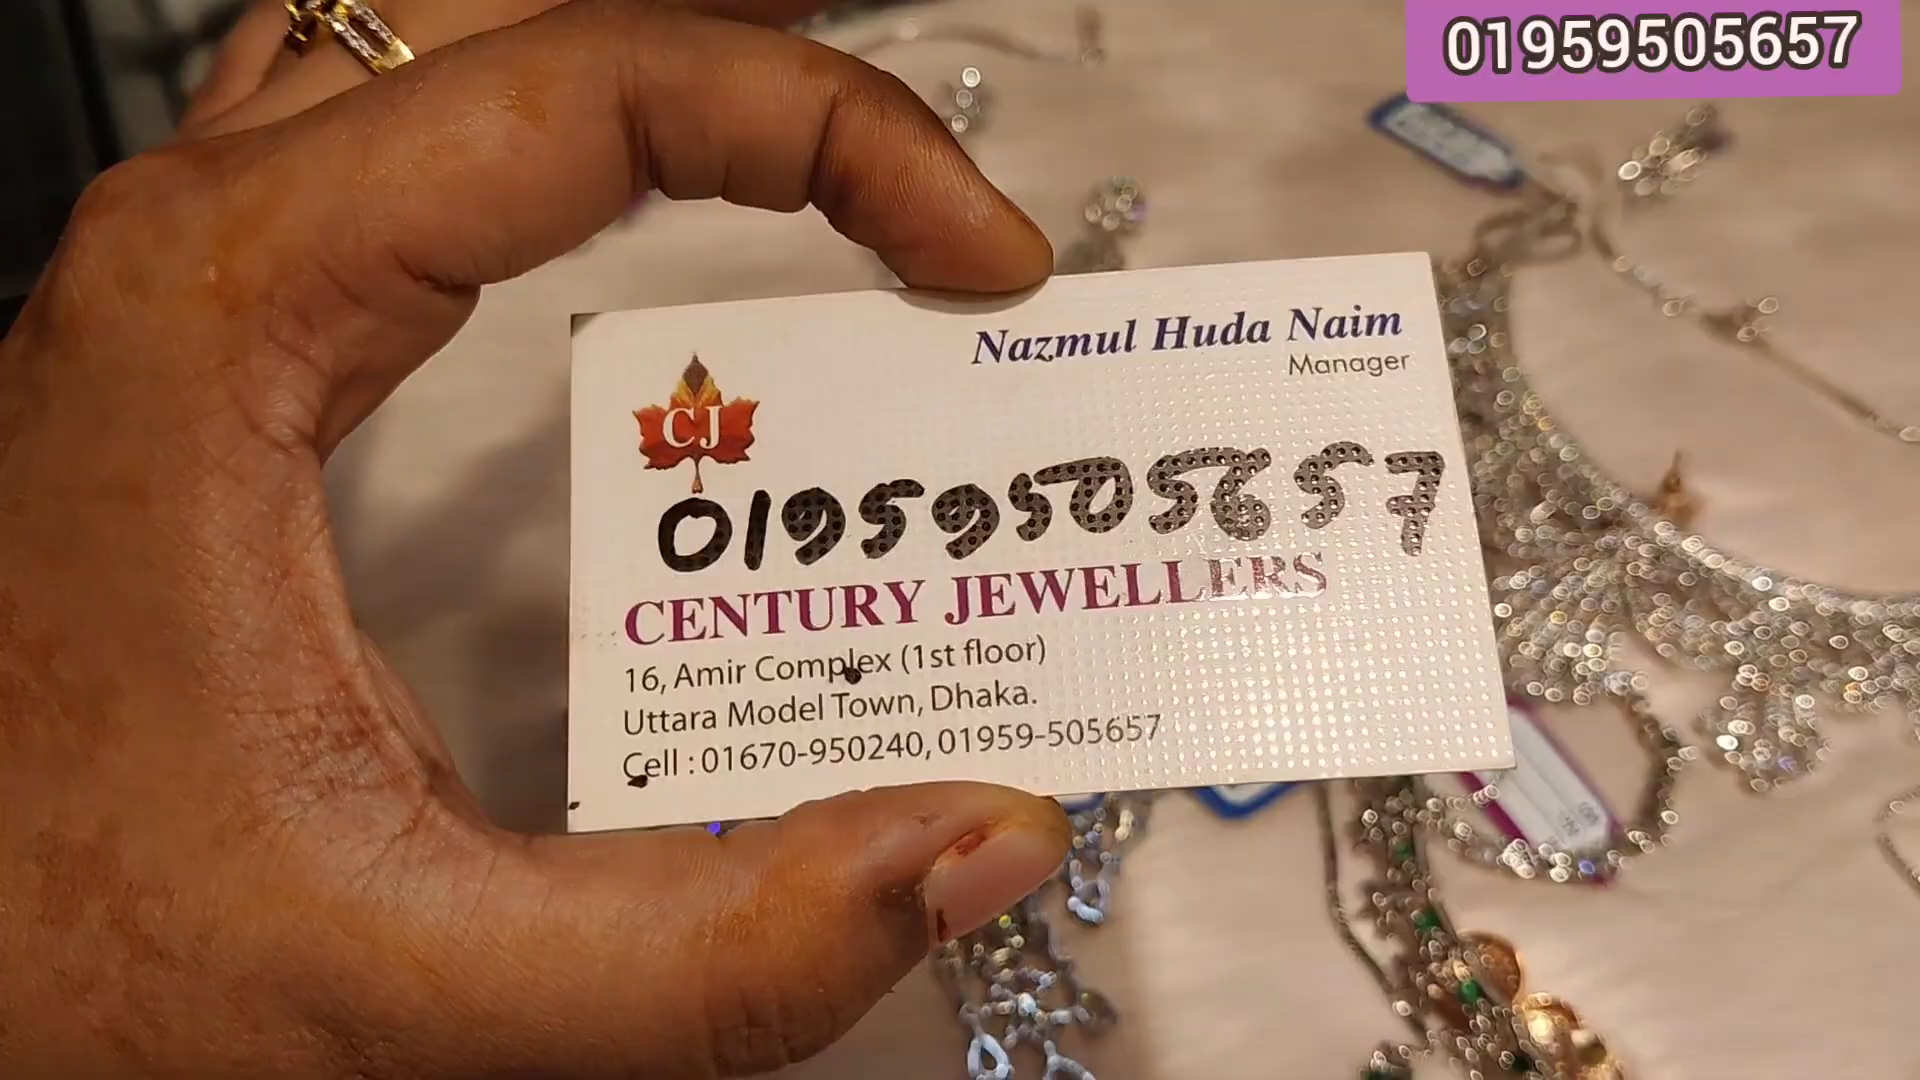 01959505657
Nazmul Huda Naim
Manager
CJ
01959505657
CENTURY JEWELLERS
16, Amir Complex (1st floor)
Uttara Model Town, Dhaka.
Cell : 01670-950240, 01959-505657